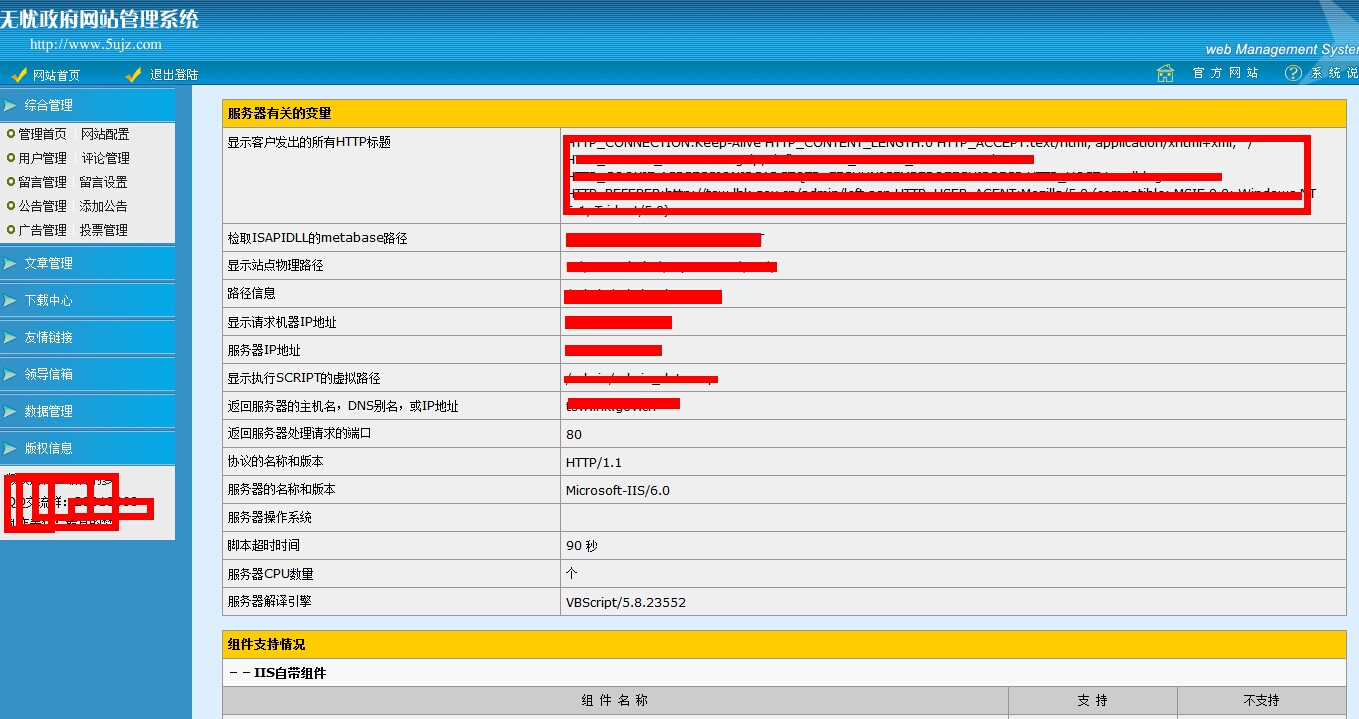 无忧政府网站管理系统
http://www.5ujz.com
web Management Syste
网站首页 退出登陆 官方网站 系统说
综合管理
管理首页 网站配置
用户管理 评论管理
留言管理 留言设置
公告管理 添加公告
广告管理 投票管理
文章管理
下载中心
友情链接
领导信箱
数据管理
版权信息
服务器有关的变量
显示客户发出的所有HTTP标题 HTTP_CONNECTION:Keep-Alive HTTP_CONTENT_LENGTH:0 HTTP_ACCEPT:text/html, application/xhtml+xml, */
检取ISAPIDLL的metabase路径
显示站点物理路径
路径信息
显示请求机器IP地址
服务器IP地址
显示执行SCRIPT的虚拟路径
返回服务器的主机名，DNS别名，或IP地址
返回服务器处理请求的端口 80
协议的名称和版本 HTTP/1.1
服务器的名称和版本 Microsoft-IIS/6.0
服务器操作系统
脚本超时时间 90 秒
服务器CPU数量 个
服务器解译引擎 VBScript/5.8.23552
组件支持情况
－－IIS自带组件
组 件 名 称 支 持 不支持